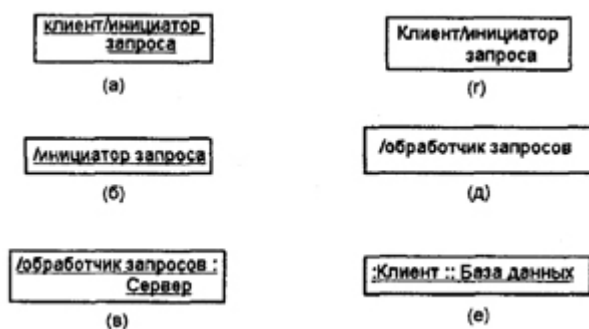 клиент/инициатор
запроса
(а)
/инициатор запроса
(б)
/обработчик запросов :
Сервер
(в)
Клиент/инициатор
запроса
(г)
/обработчик запросов
(д)
:Клиент :: База данных
(е)